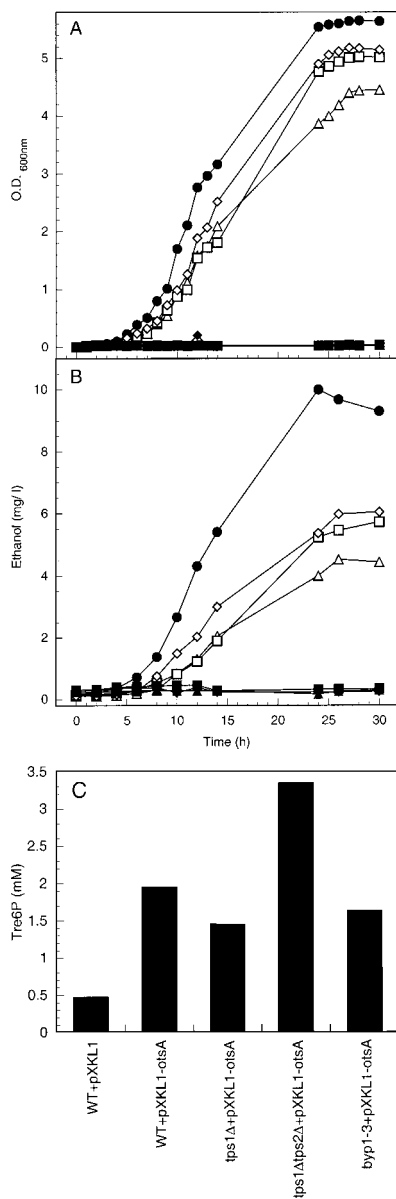 A
5
4
3
2
1
0
O.D. 600nm
B
10
8
6
4
2
0
Ethanol (mg/l)
0 5 10 15 20 25 30
Time (h)
C
3.5
3
2.5
2
1.5
1
0.5
0
Tre6P (mM)
WT+pXKL1
WT+pXKL1-otsA
tps1Δ+pXKL1-otsA
tps1Δtps2Δ+pXKL1-otsA
byp1-3+pXKL1-otsA